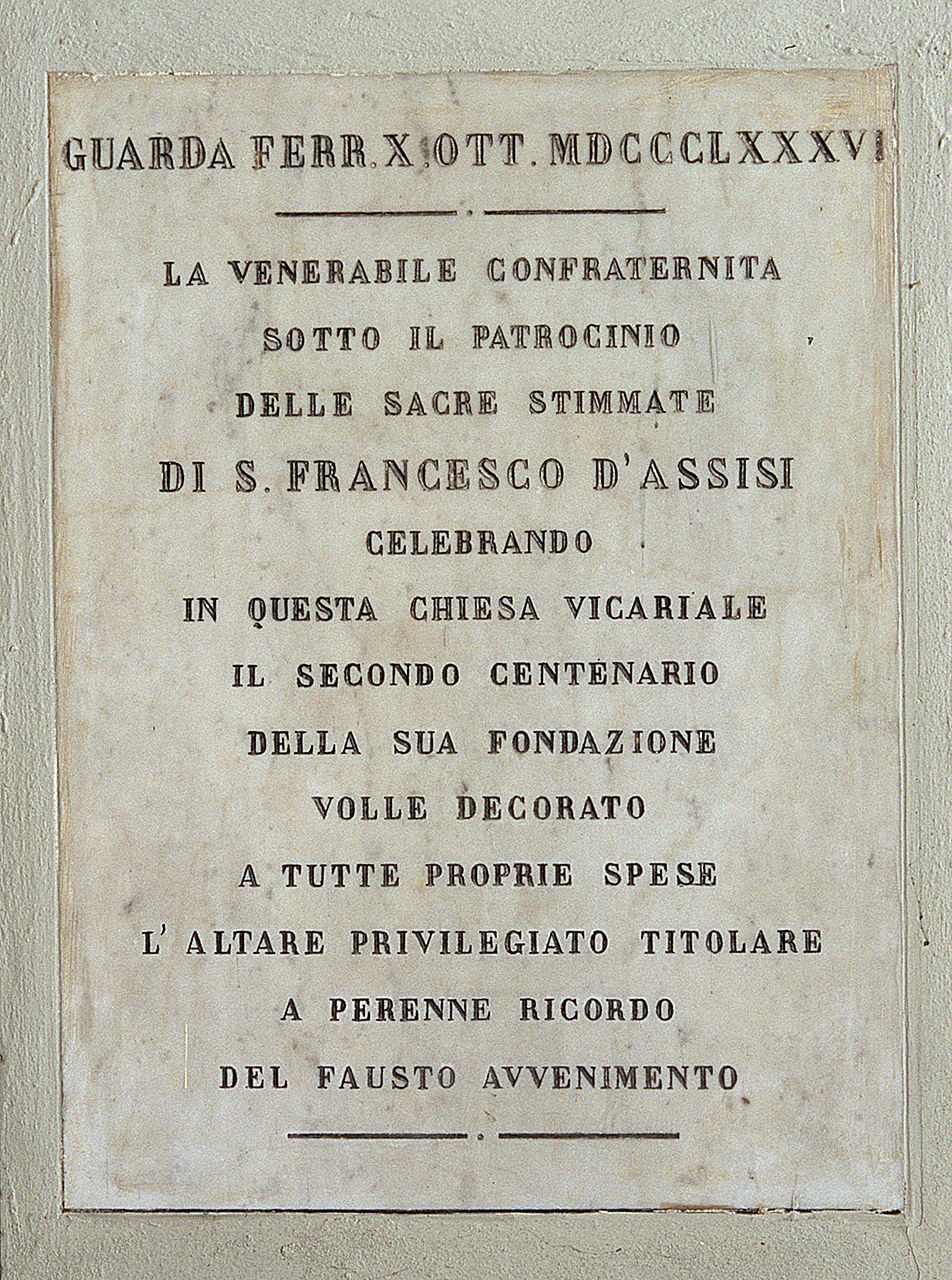 GUARDA FERR. X OTT. MDCCCLXXXVI
LA VENERABILE CONFRATERNITA
SOTTO IL PATROCINIO
DELLE SACRE STIMMATE
DI S. FRANCESCO D'ASSISI
CELEBRANDO
IN QUESTA CHIESA VICARIALE
IL SECONDO CENTENARIO
DELLA SUA FONDAZIONE
VOLLE DECORATO
A TUTTE PROPRIE SPESE
L' ALTARE PRIVILEGIATO TITOLARE
A PERENNE RICORDO
DEL FAUSTO AVVENIMENTO